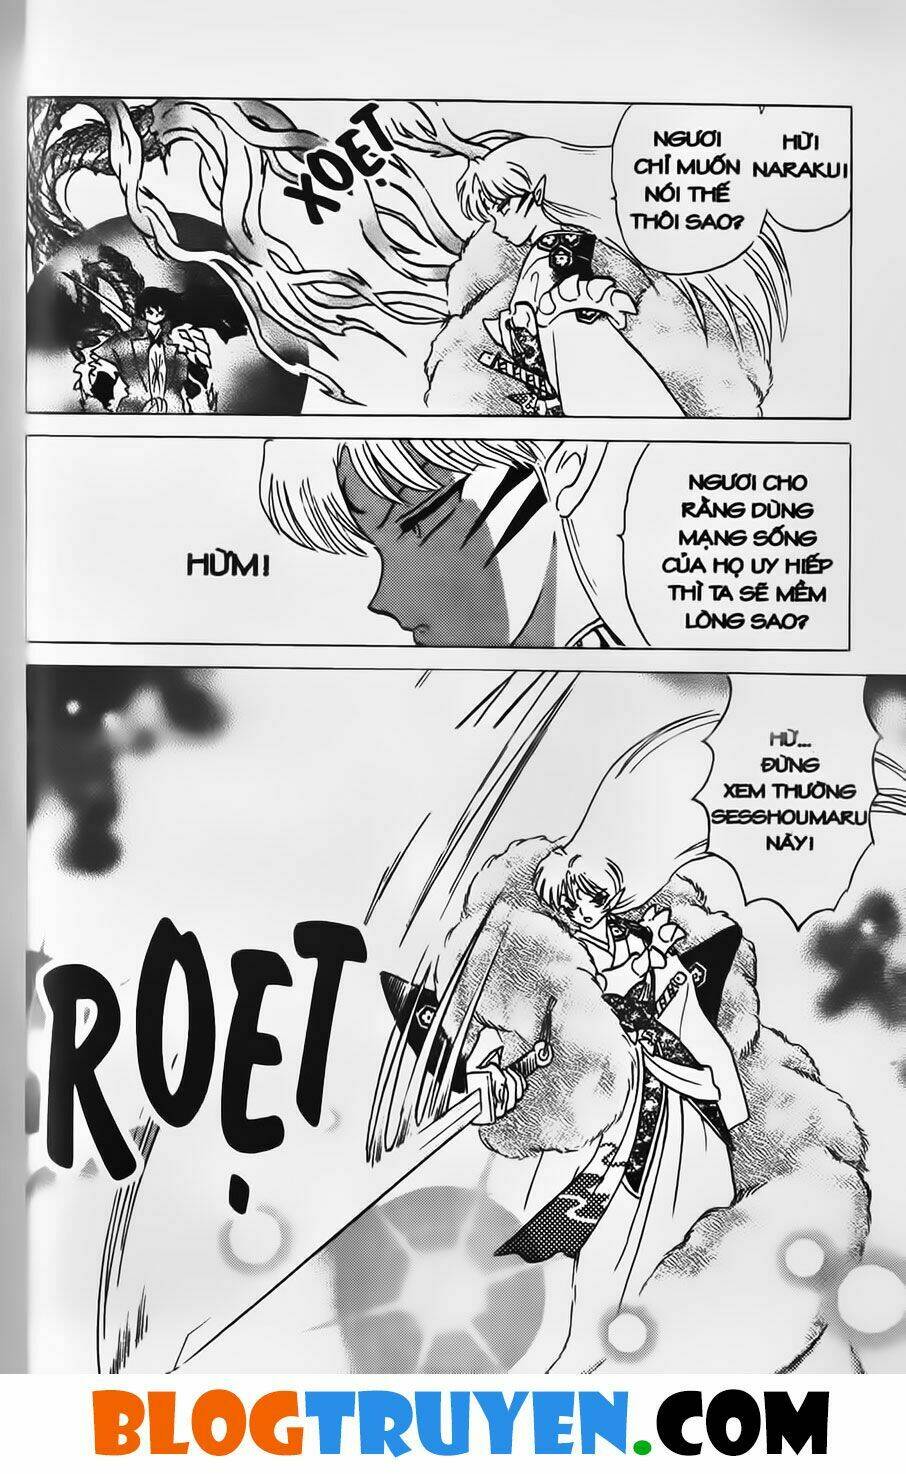 HỪ!
NARAKU!
NGƯƠI
CHỈ MUỐN
NÓI THẾ
THÔI SAO?
XOẸT
NGƯƠI CHO
RẰNG DÙNG
MẠNG SỐNG
CỦA HỌ UY HIẾP
THÌ TA SẼ MỀM
LÒNG SAO?
HỪM!
HỪ...
ĐỪNG
XEM THƯỜNG
SESSHOUMARU
NÀY!
ROẸT
BLOGTRUYEN.COM